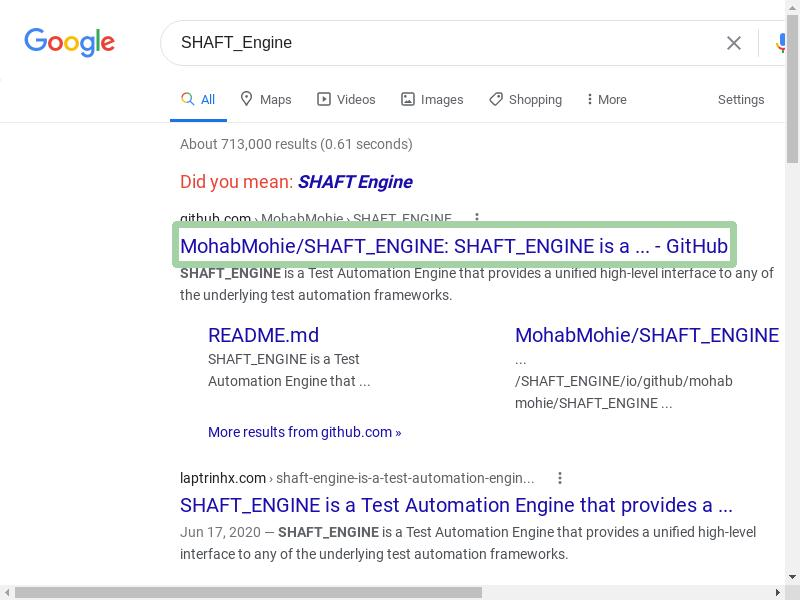 Google
SHAFT_Engine
All Maps Videos Images Shopping More Settings
About 713,000 results (0.61 seconds)
Did you mean: SHAFT Engine
github.com › MohabMohie › SHAFT_ENGINE
MohabMohie/SHAFT_ENGINE: SHAFT_ENGINE is a ... - GitHub
SHAFT_ENGINE is a Test Automation Engine that provides a unified high-level interface to any of
the underlying test automation frameworks.
README.md
SHAFT_ENGINE is a Test
Automation Engine that ...
MohabMohie/SHAFT_ENGINE
...
/SHAFT_ENGINE/io/github/mohab
mohie/SHAFT_ENGINE ...
More results from github.com »
laptrinhx.com › shaft-engine-is-a-test-automation-engin...
SHAFT_ENGINE is a Test Automation Engine that provides a ...
Jun 17, 2020 — SHAFT_ENGINE is a Test Automation Engine that provides a unified high-level
interface to any of the underlying test automation frameworks.